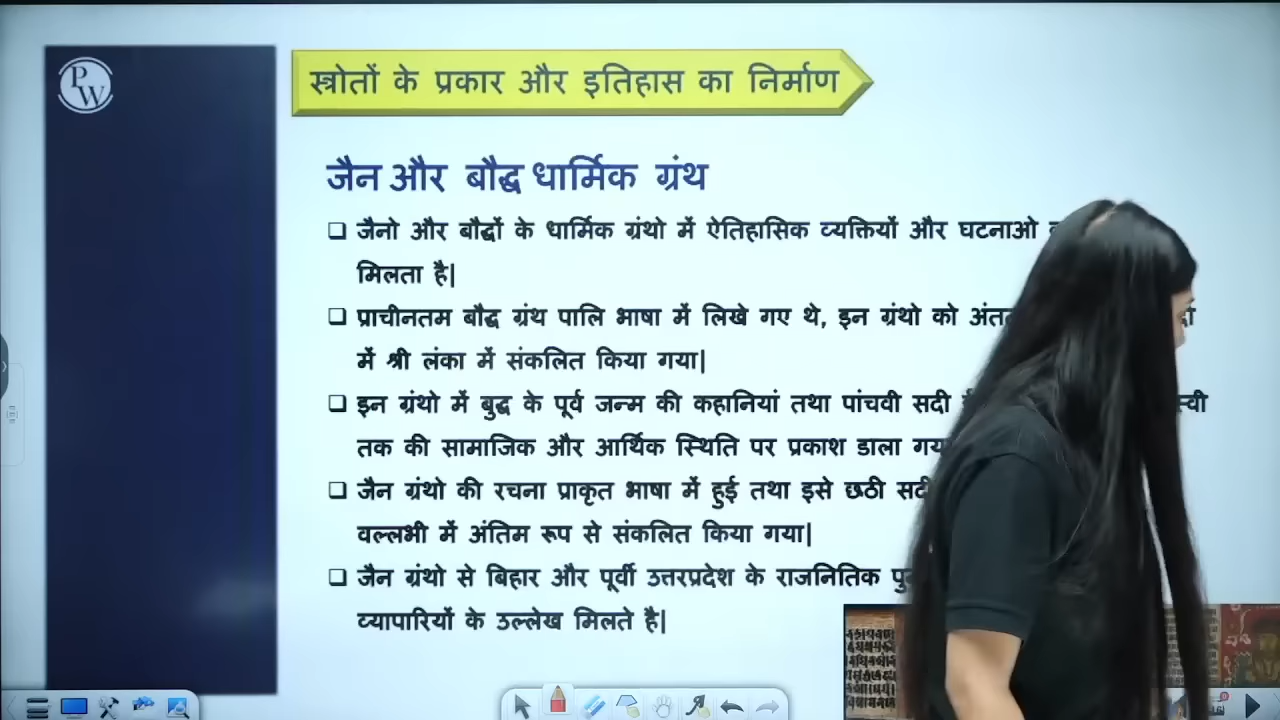 PW
स्त्रोतों के प्रकार और इतिहास का निर्माण
जैन और बौद्ध धार्मिक ग्रंथ
जैनो और बौद्धों के धार्मिक ग्रंथो में ऐतिहासिक व्यक्तियों और घटनाओ
मिलता है|
प्राचीनतम बौद्ध ग्रंथ पालि भाषा में लिखे गए थे, इन ग्रंथो को
में श्री लंका में संकलित किया गया|
इन ग्रंथो में बुद्ध के पूर्व जन्म की कहानियां तथा पांचवी सदी
तक की सामाजिक और आर्थिक स्थिति पर प्रकाश डाला
जैन ग्रंथो की रचना प्राकृत भाषा में हुई तथा इसे छठी
वल्लभी में अंतिम रूप से संकलित किया गया|
जैन ग्रंथो से बिहार और पूर्वी उत्तरप्रदेश के राजनितिक
व्यापारियों के उल्लेख मिलते है|